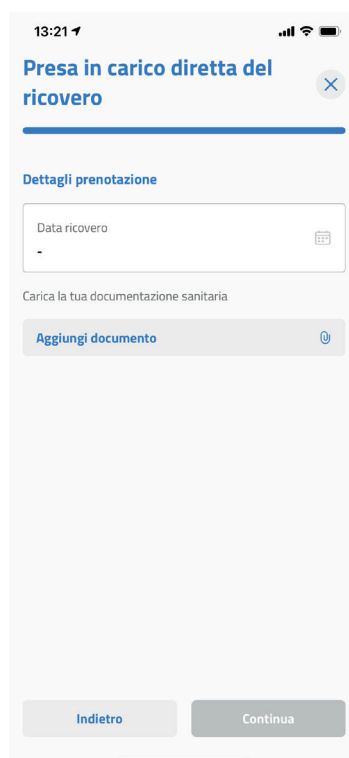 13:21
Presa in carico diretta del
ricovero
Dettagli prenotazione
Data ricovero
-
Carica la tua documentazione sanitaria
Aggiungi documento
Indietro
Continua